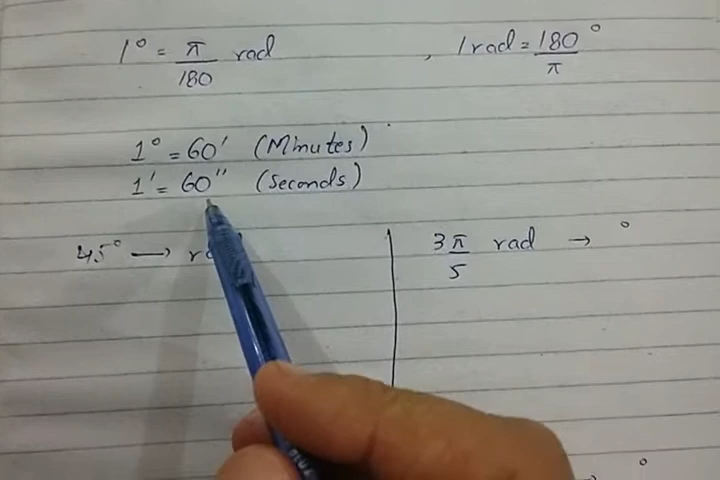 1° = π/180 rad , 1 rad = 180°/π
1° = 60' (Minutes)
1' = 60'' (Seconds)
45° →
3π/5 rad → °
°